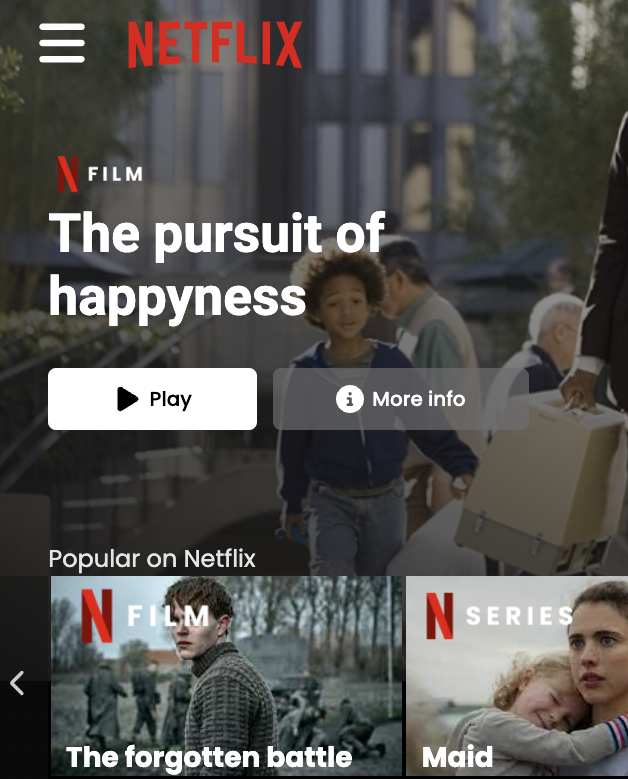 NETFLIX
N FILM
The pursuit of
happyness
Play
More info
Popular on Netflix
N FILM
N SERIES
The forgotten battle
Maid